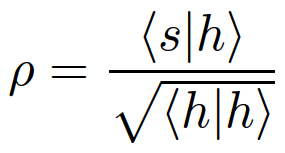 ρ = ⟨s|h⟩ / √⟨h|h⟩